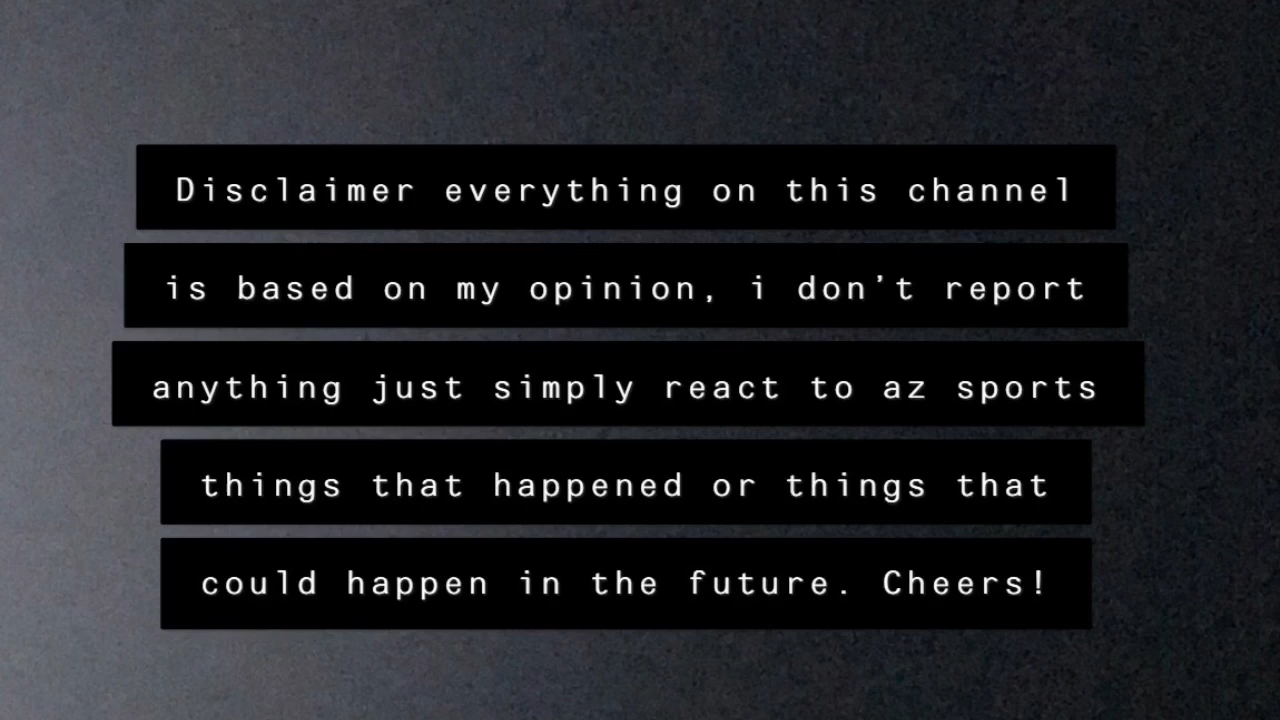 Disclaimer everything on this channel
is based on my opinion, i don’t report
anything just simply react to az sports
things that happened or things that
could happen in the future. Cheers!